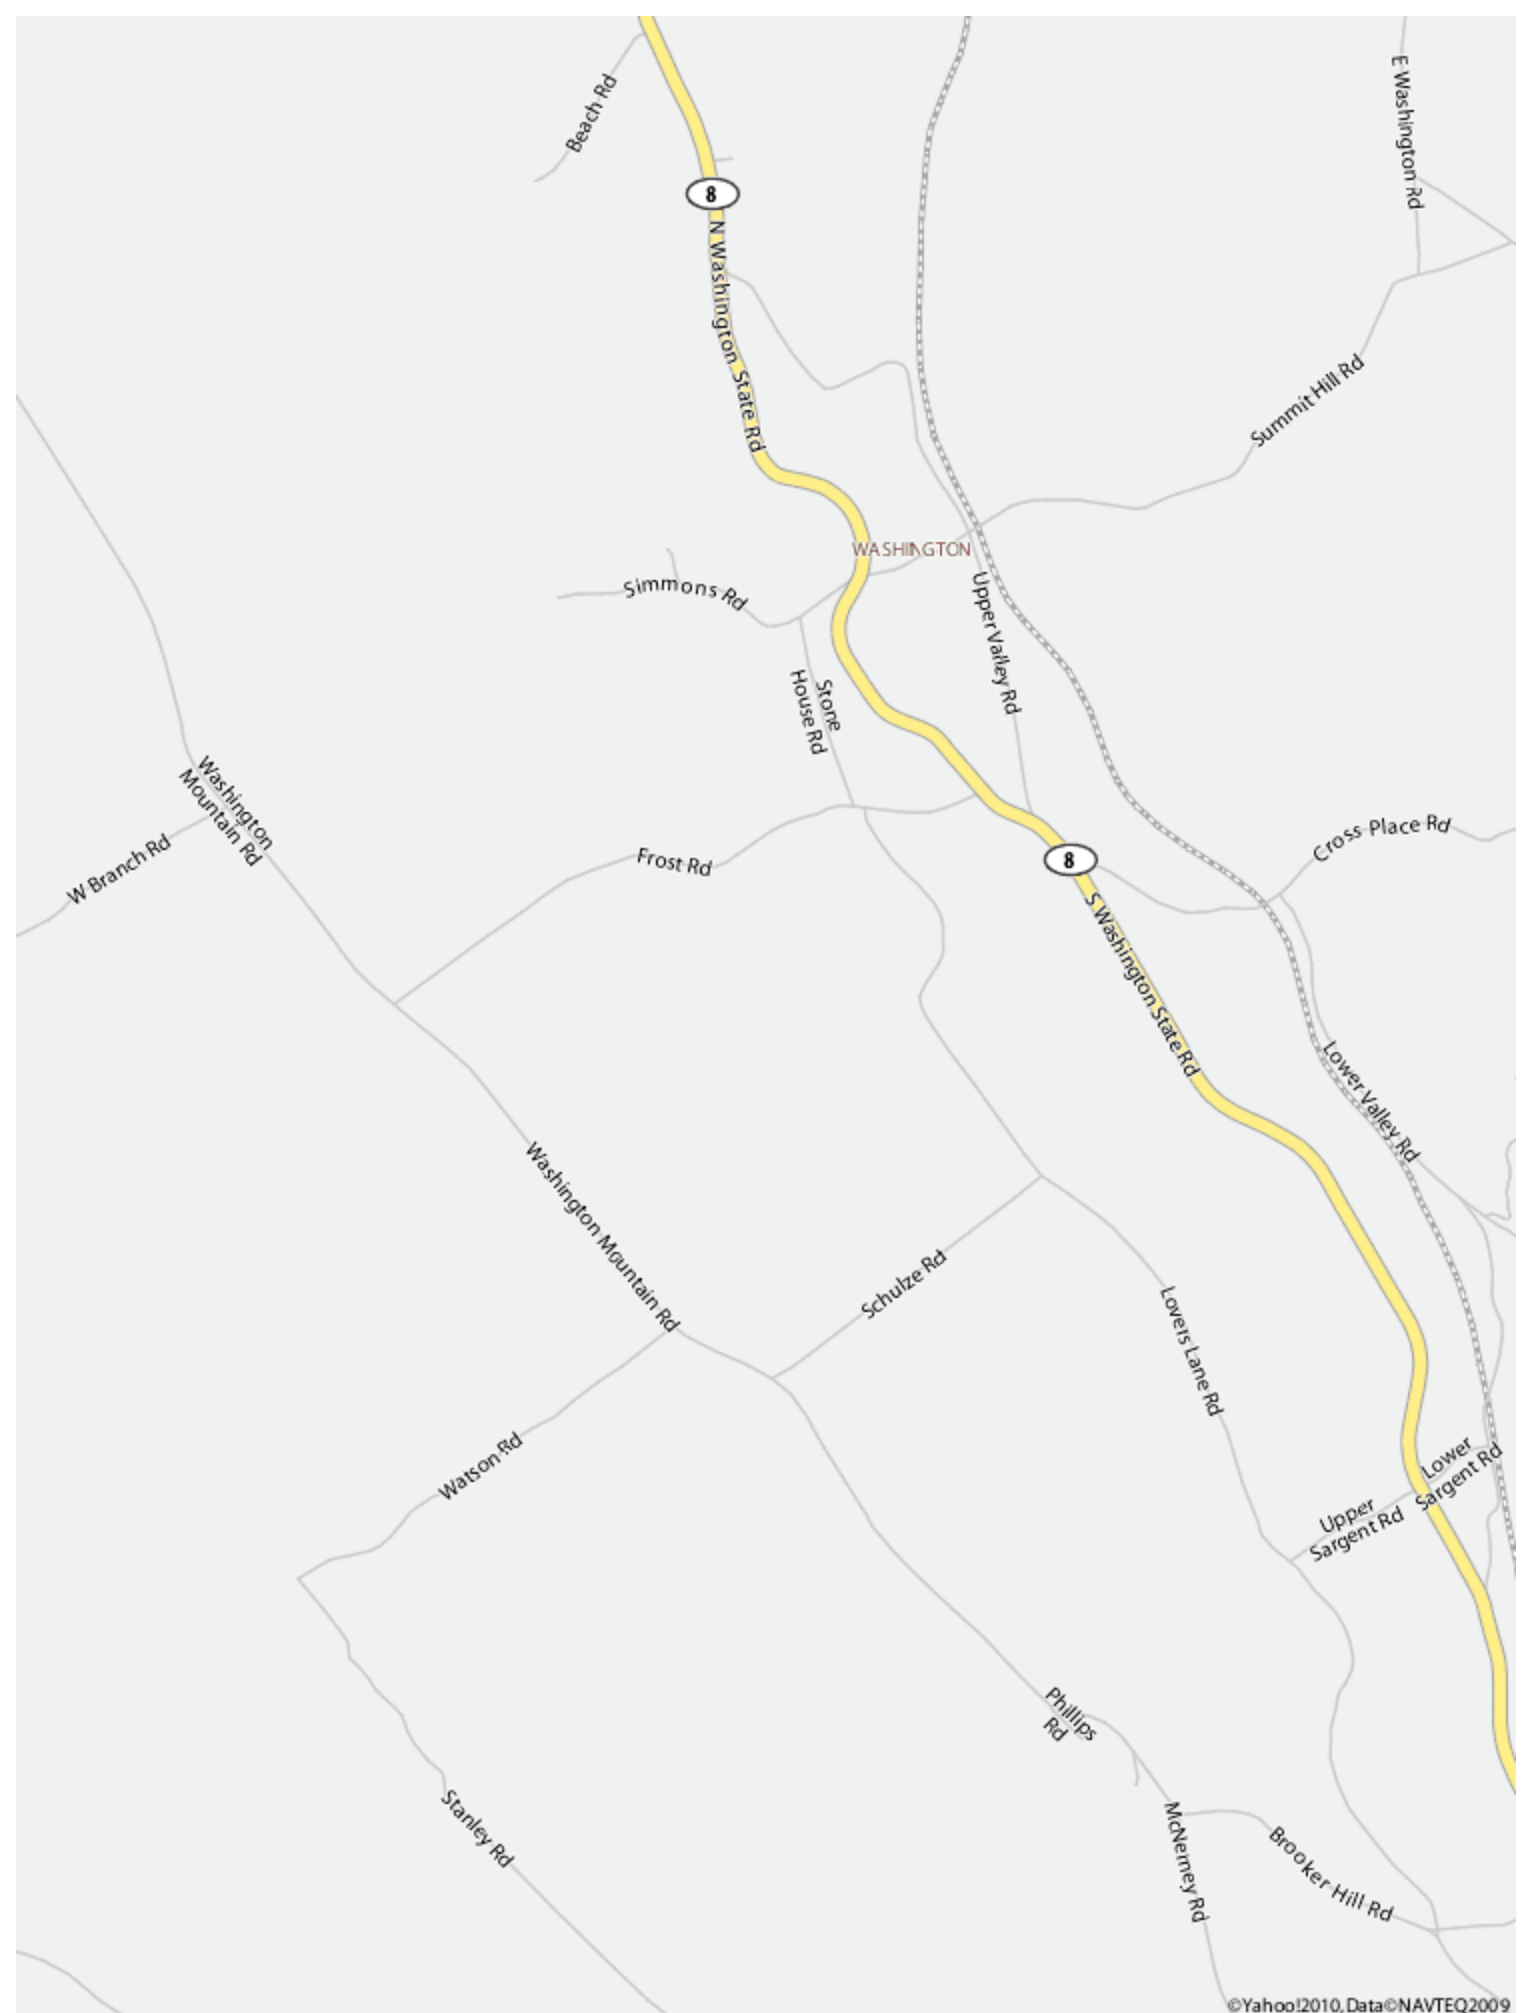 Beach Rd
E Washington Rd
8
N Washington State Rd
Summit Hill Rd
WASHINGTON
Simmons Rd
Upper Valley Rd
Stone
House Rd
Washington
Mountain Rd
W Branch Rd
Frost Rd
Cross Place Rd
8
S Washington State Rd
Lower Valley Rd
Washington Mountain Rd
Schulze Rd
Lovers Lane Rd
Watson Rd
Lower
Sargent Rd
Upper
Sargent Rd
Phillips
Rd
Stanley Rd
McNerney Rd
Brooker Hill Rd
©Yahoo!2010, Data©NAVTEQ2009